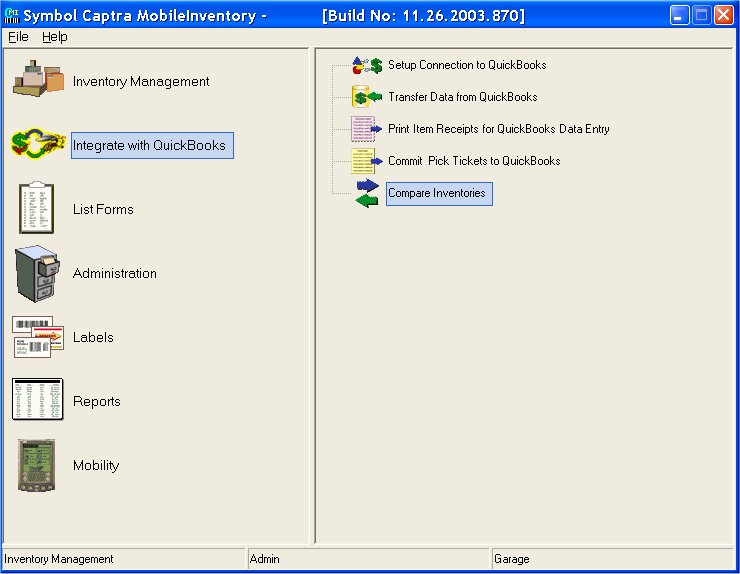 Symbol Captra MobileInventory - [Build No: 11.26.2003.870]
File Help
Inventory Management
Integrate with QuickBooks
List Forms
Administration
Labels
Reports
Mobility
Setup Connection to QuickBooks
Transfer Data from QuickBooks
Print Item Receipts for QuickBooks Data Entry
Commit Pick Tickets to QuickBooks
Compare Inventories
Inventory Management Admin Garage